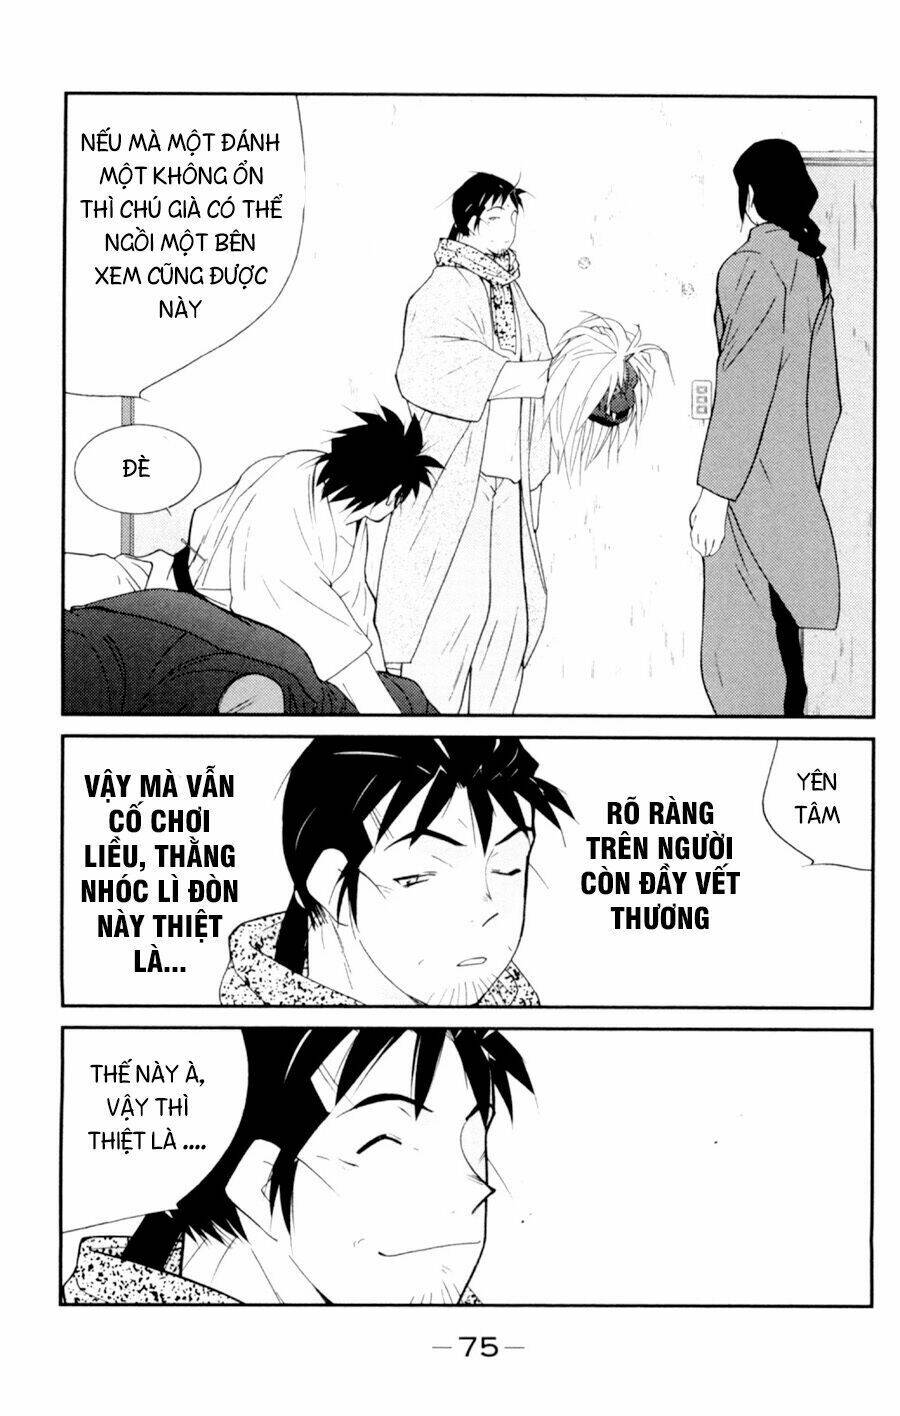 NẾU MÀ MỘT ĐÁNH
MỘT KHÔNG ỔN
THÌ CHÚ GIÀ CÓ THỂ
NGỒI MỘT BÊN
XEM CŨNG ĐƯỢC
NÀY
ĐÈ
YÊN
TÂM
RÕ RÀNG
TRÊN NGƯỜI
CÒN ĐẦY VẾT
THƯƠNG
VẬY MÀ VẪN
CỐ CHƠI
LIỀU, THẰNG
NHÓC LÌ ĐÒN
NÀY THIỆT
LÀ...
THẾ NÀY À,
VẬY THÌ
THIỆT LÀ ....
— 75 —